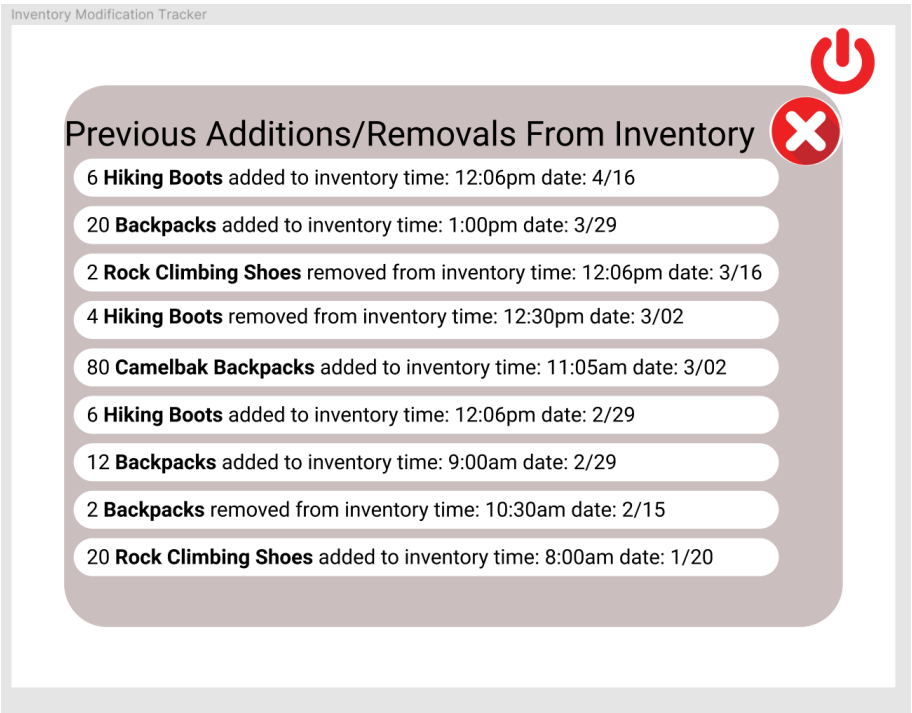 Inventory Modification Tracker
Previous Additions/Removals From Inventory
6 Hiking Boots added to inventory time: 12:06pm date: 4/16
20 Backpacks added to inventory time: 1:00pm date: 3/29
2 Rock Climbing Shoes removed from inventory time: 12:06pm date: 3/16
4 Hiking Boots removed from inventory time: 12:30pm date: 3/02
80 Camelbak Backpacks added to inventory time: 11:05am date: 3/02
6 Hiking Boots added to inventory time: 12:06pm date: 2/29
12 Backpacks added to inventory time: 9:00am date: 2/29
2 Backpacks removed from inventory time: 10:30am date: 2/15
20 Rock Climbing Shoes added to inventory time: 8:00am date: 1/20